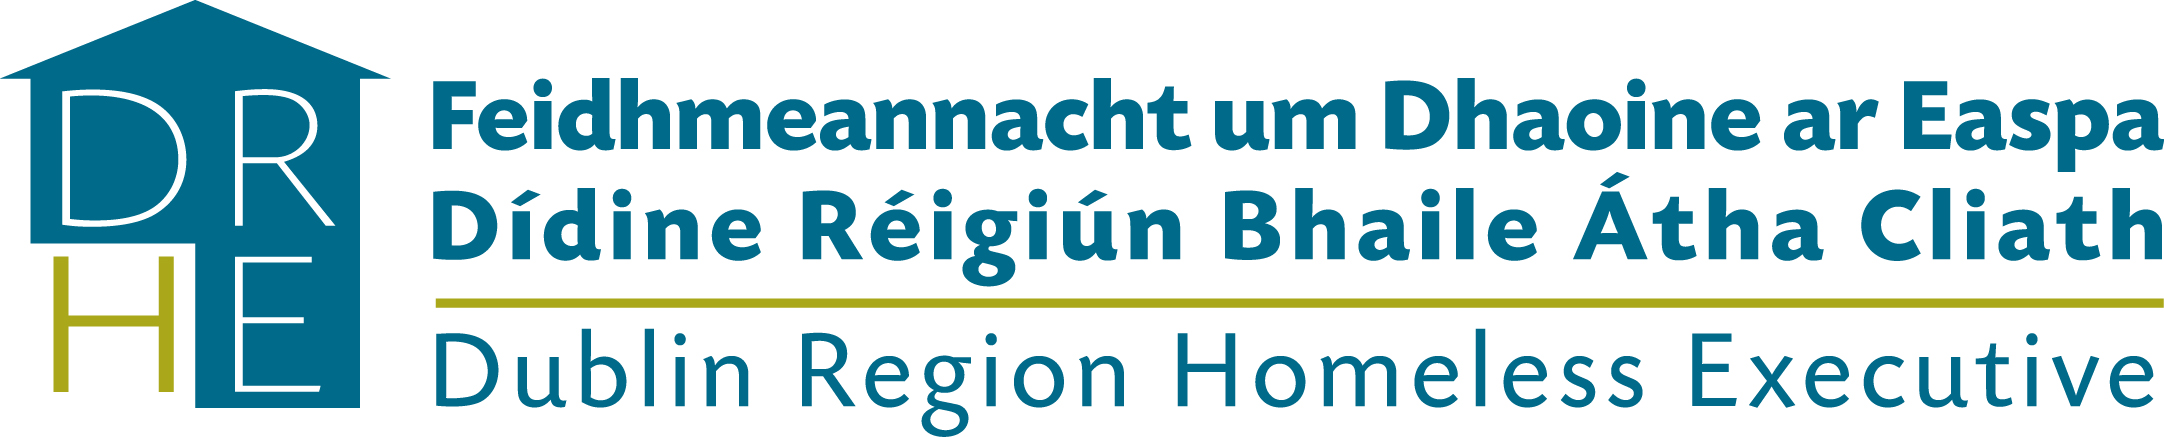 DR
HE
Feidhmeannacht um Dhaoine ar Easpa
Dídine Réigiún Bhaile Átha Cliath
Dublin Region Homeless Executive